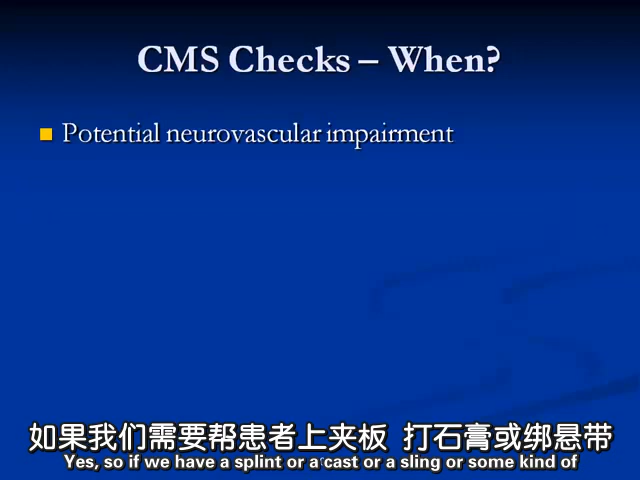 CMS Checks – When?
Potential neurovascular impairment
如果我们需要帮患者上夹板 打石膏或绑悬带
Yes, so if we have a splint or a cast or a sling or some kind of